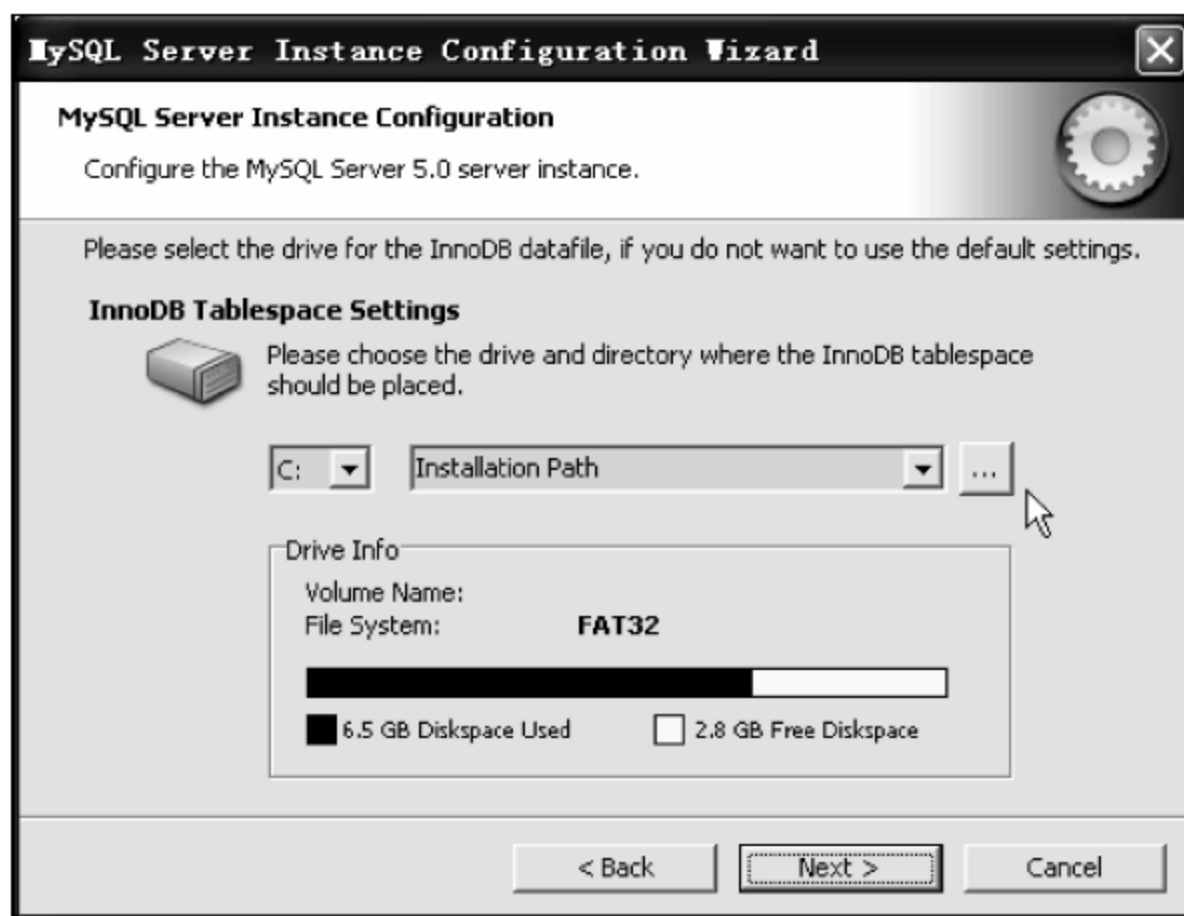 MySQL Server Instance Configuration Wizard
MySQL Server Instance Configuration
Configure the MySQL Server 5.0 server instance.
Please select the drive for the InnoDB datafile, if you do not want to use the default settings.
InnoDB Tablespace Settings
Please choose the drive and directory where the InnoDB tablespace
should be placed.
C: Installation Path ...
Drive Info
Volume Name:
File System: FAT32
6.5 GB Diskspace Used 2.8 GB Free Diskspace
< Back Next > Cancel